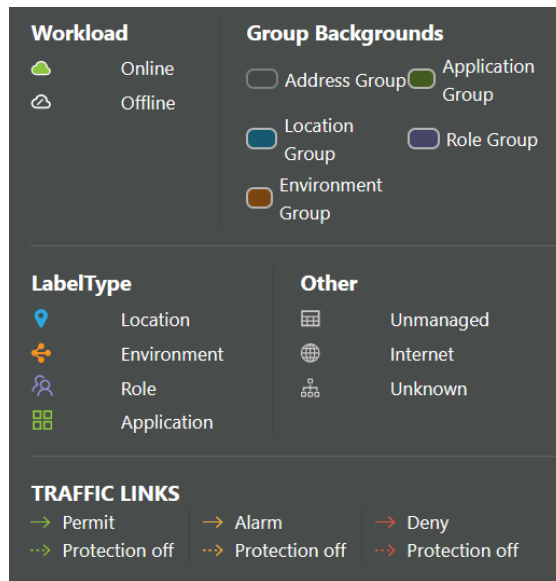 Workload
Online
Offline
Group Backgrounds
Address Group
Application
Group
Location
Group
Role Group
Environment
Group
LabelType
Location
Environment
Role
Application
Other
Unmanaged
Internet
Unknown
TRAFFIC LINKS
Permit
Alarm
Deny
Protection off
Protection off
Protection off